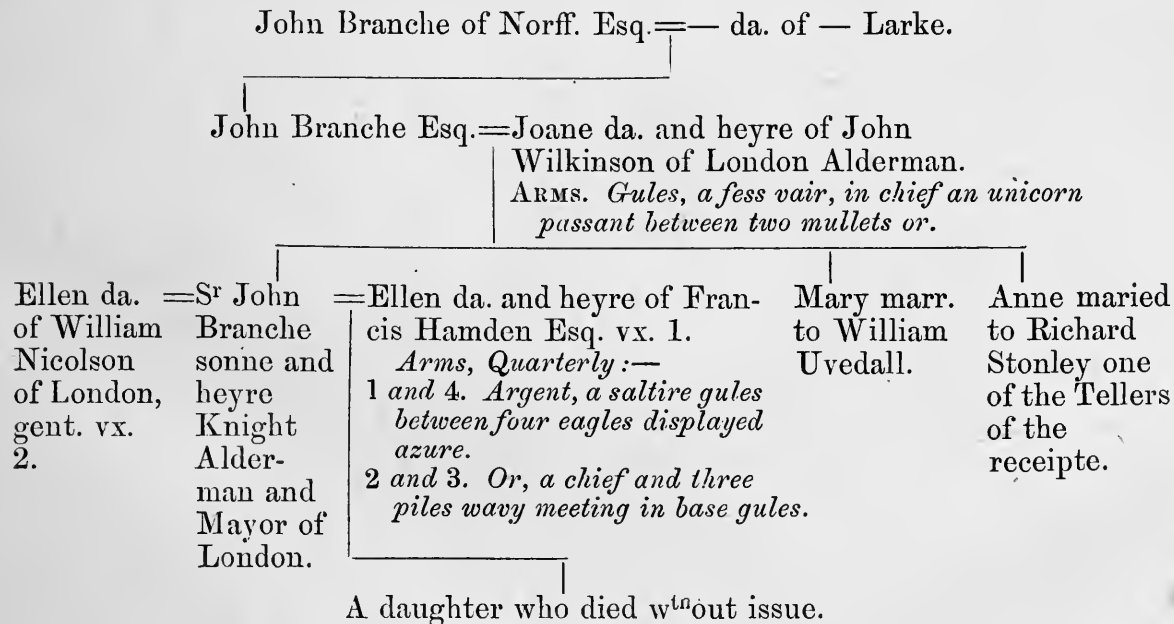 John Branche of Norff. Esq.=— da. of — Larke.
John Branche Esq.=Joane da. and heyre of John
Wilkinson of London Alderman.
ARMS. Gules, a fess vair, in chief an unicorn
passant between two mullets or.
Ellen da.
of William
Nicolson
of London,
gent. vx.
2.
=Sʳ John
Branche
sonne and
heyre
Knight
Alder-
man and
Mayor of
London.
=Ellen da. and heyre of Fran-
cis Hamden Esq. vx. 1.
Arms, Quarterly :—
1 and 4. Argent, a saltire gules
between four eagles displayed
azure.
2 and 3. Or, a chief and three
piles wavy meeting in base gules.
Mary marr.
to William
Uvedall.
Anne maried
to Richard
Stonley one
of the Tellers
of the
receipte.
A daughter who died wᵗⁿout issue.